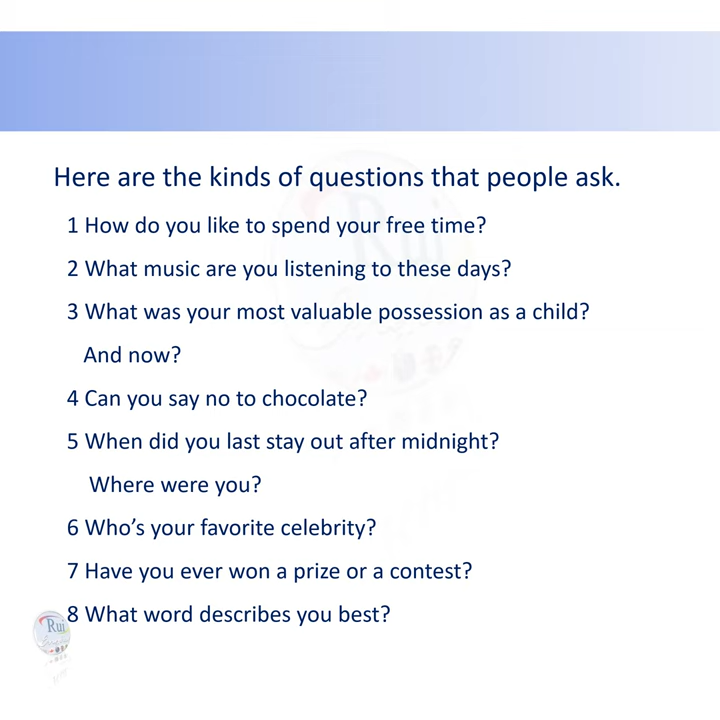 Here are the kinds of questions that people ask.
1 How do you like to spend your free time?
2 What music are you listening to these days?
3 What was your most valuable possession as a child?
And now?
4 Can you say no to chocolate?
5 When did you last stay out after midnight?
Where were you?
6 Who’s your favorite celebrity?
7 Have you ever won a prize or a contest?
8 What word describes you best?
Rui